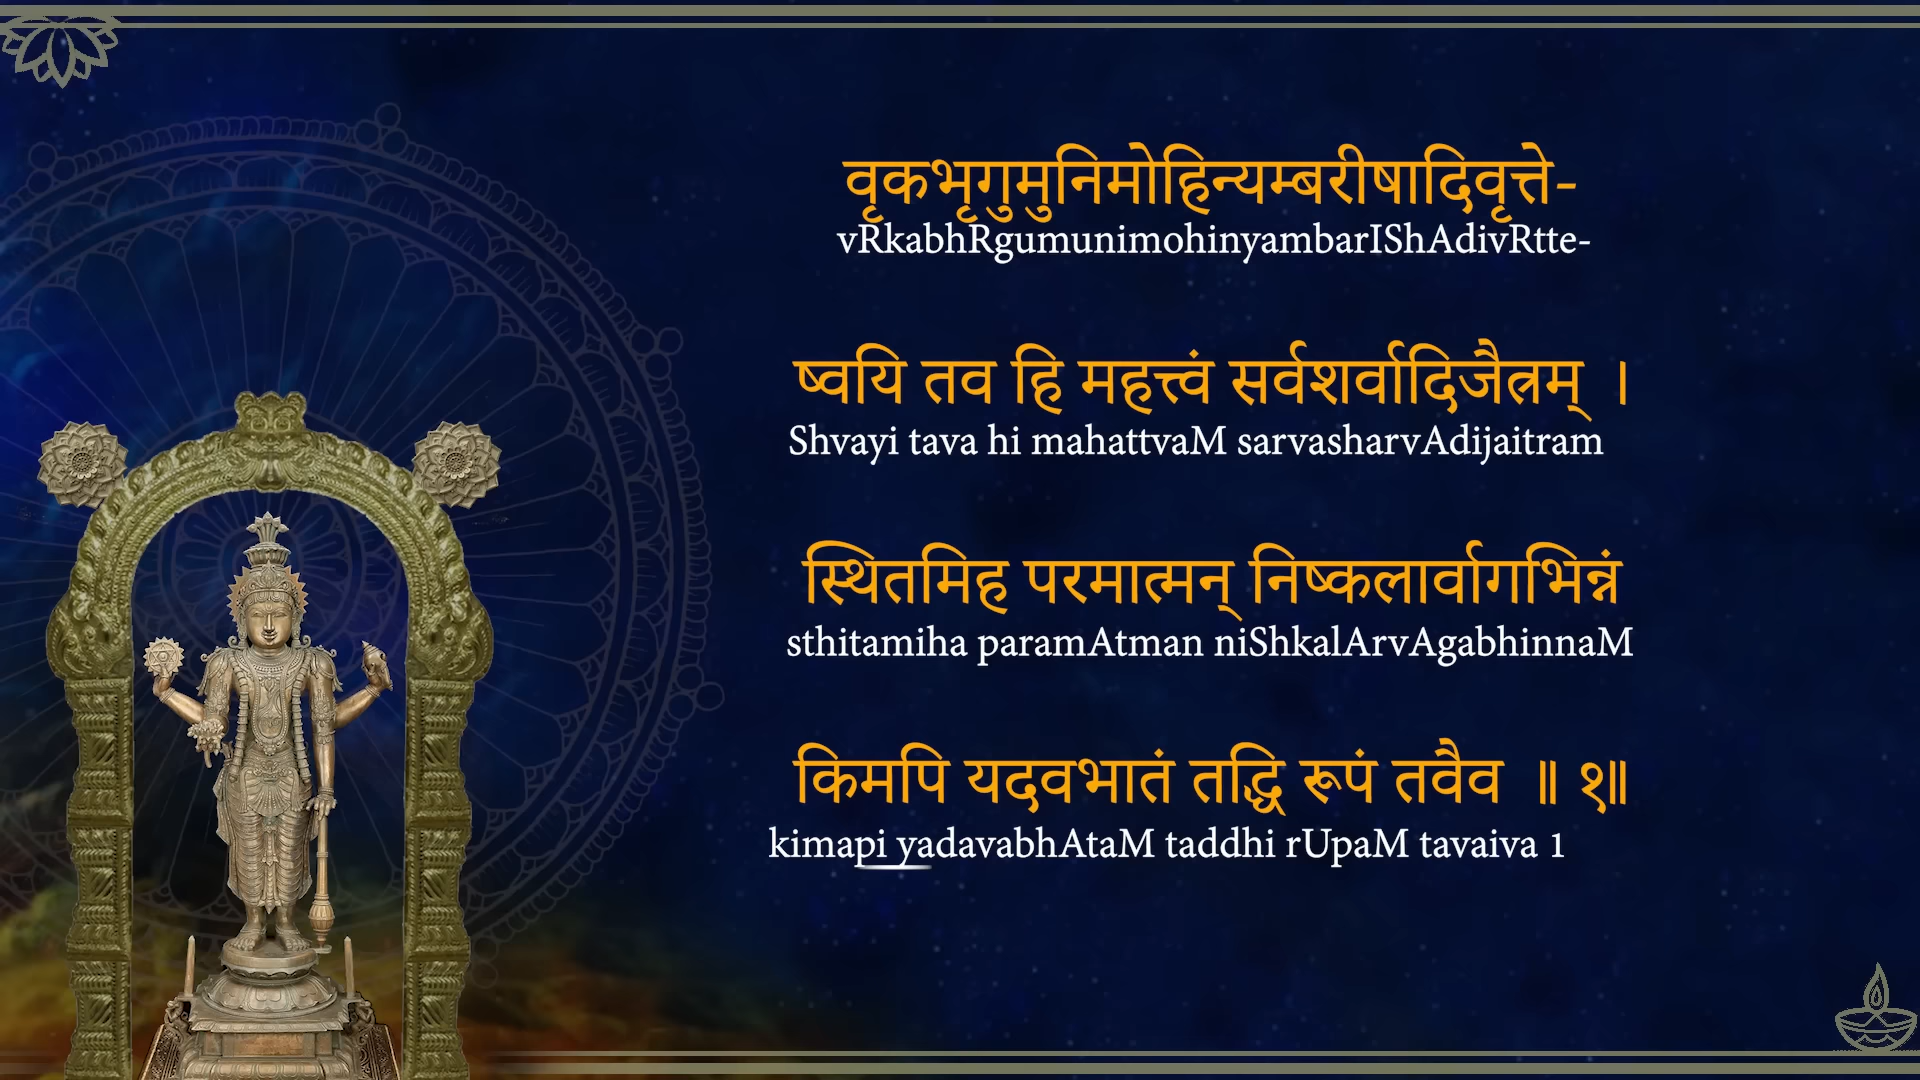 वृकभृगुमुनिमोहिन्यम्बरीषादिवृत्ते-
vRkabhRgumunimohinyambarIShAdivRtte-
ष्वयि तव हि महत्त्वं सर्वशर्वादिजैत्रम् ।
Shvayi tava hi mahattvaM sarvasharvAdijaitram
स्थितमिह परमात्मन् निष्कलार्वागभिन्नं
sthitamiha paramAtman niShkalArvAgabhinnaM
किमपि यदवभातं तद्धि रूपं तवैव ॥ १॥
kimapi yadavabhAtaM taddhi rUpaM tavaiva 1